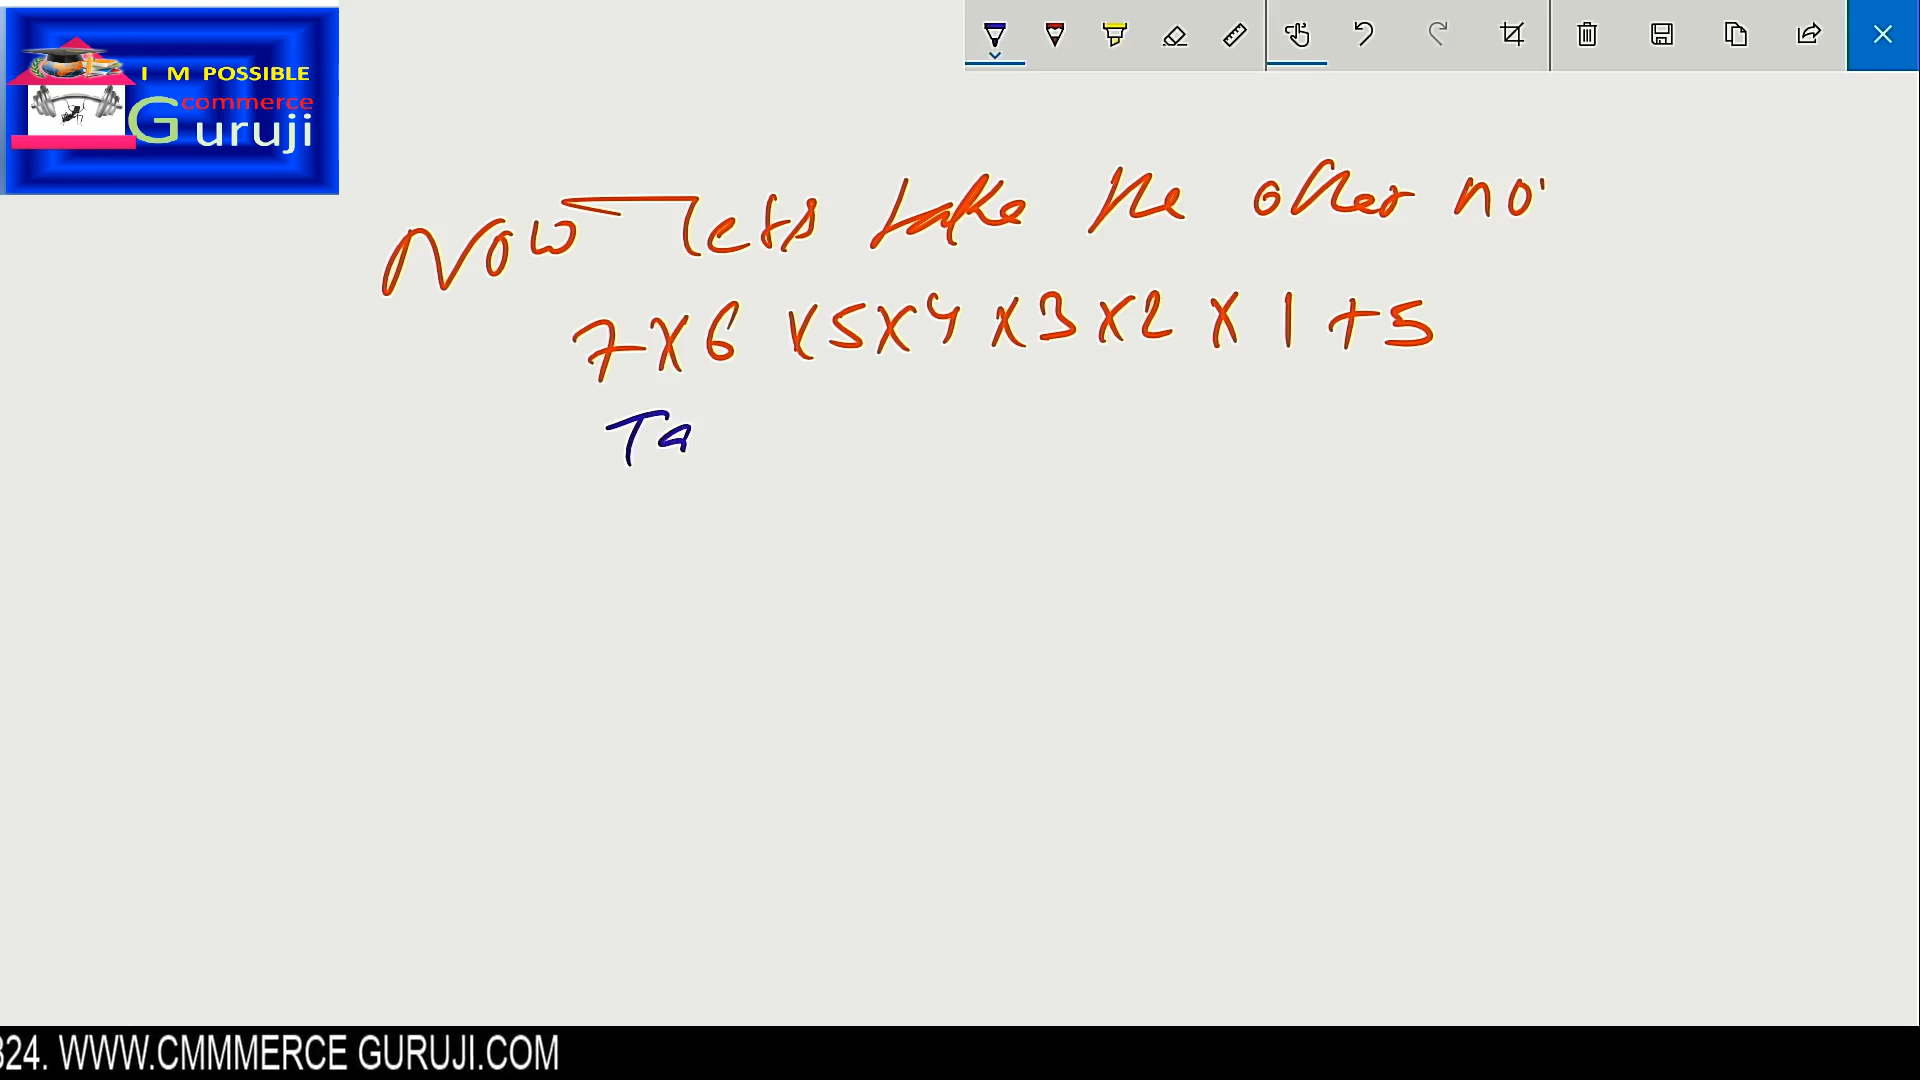 I M POSSIBLE
commerce
Guruji
Now lets take the other no.
7 x 6 x 5 x 4 x 3 x 2 x 1 + 5
Ta
324. WWW.CMMMERCE GURUJI.COM